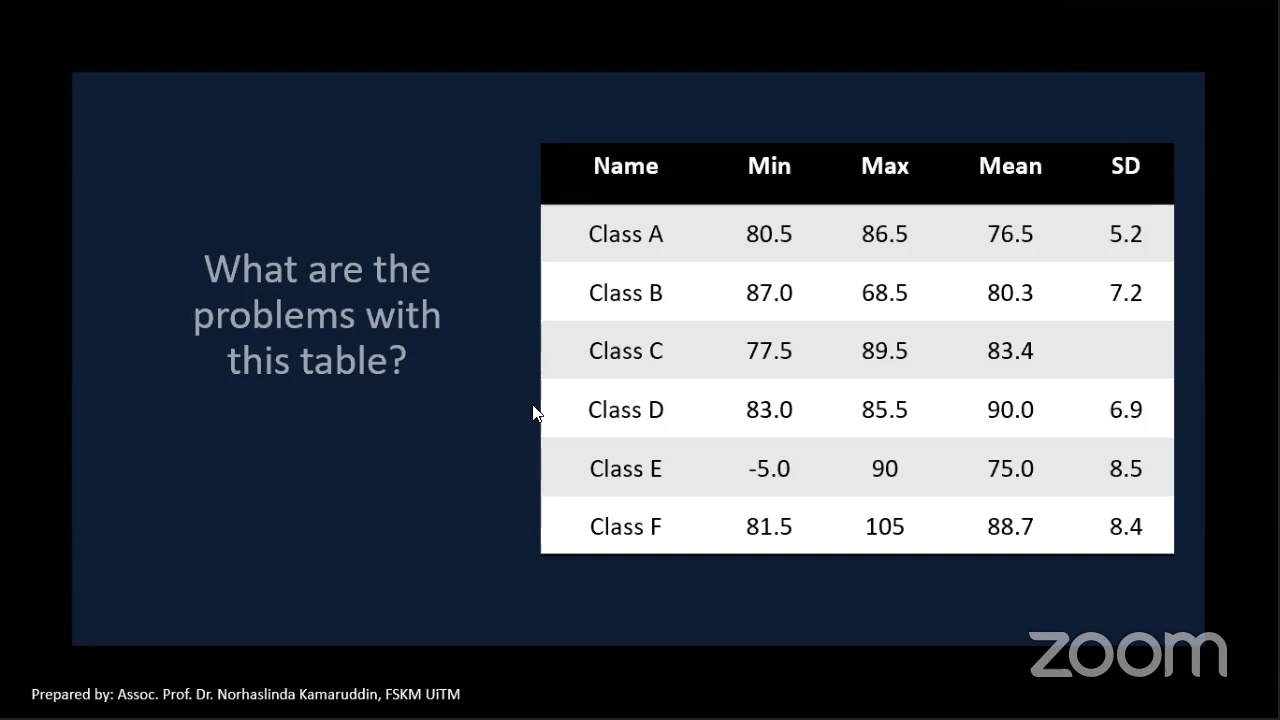 What are the
problems with
this table?
Name Min Max Mean SD
Class A 80.5 86.5 76.5 5.2
Class B 87.0 68.5 80.3 7.2
Class C 77.5 89.5 83.4
Class D 83.0 85.5 90.0 6.9
Class E -5.0 90 75.0 8.5
Class F 81.5 105 88.7 8.4
zoom
Prepared by: Assoc. Prof. Dr. Norhaslinda Kamaruddin, FSKM UiTM